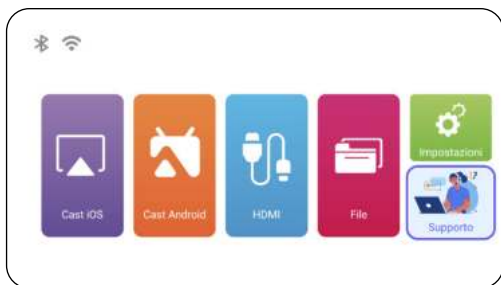 Cast iOS
Cast Android
HDMI
File
Impostazioni
Supporto